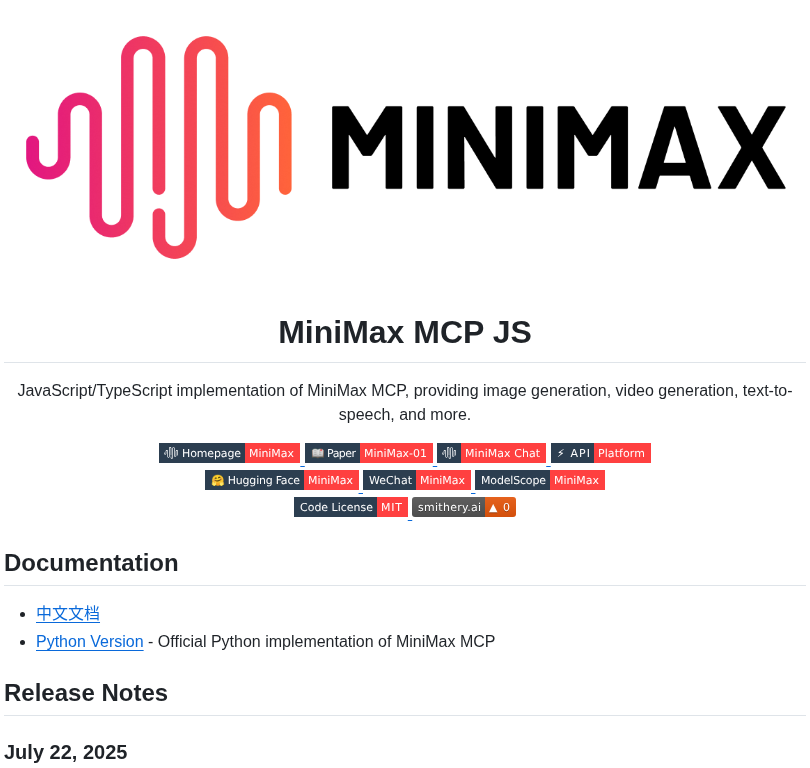 MINIMAX
MiniMax MCP JS
JavaScript/TypeScript implementation of MiniMax MCP, providing image generation, video generation, text-to-
speech, and more.
Homepage MiniMax Paper MiniMax-01 MiniMax Chat ⚡ API Platform
🤗 Hugging Face MiniMax WeChat MiniMax ModelScope MiniMax
Code License MIT smithery.ai ▲ 0
Documentation
• 中文文档
• Python Version - Official Python implementation of MiniMax MCP
Release Notes
July 22, 2025